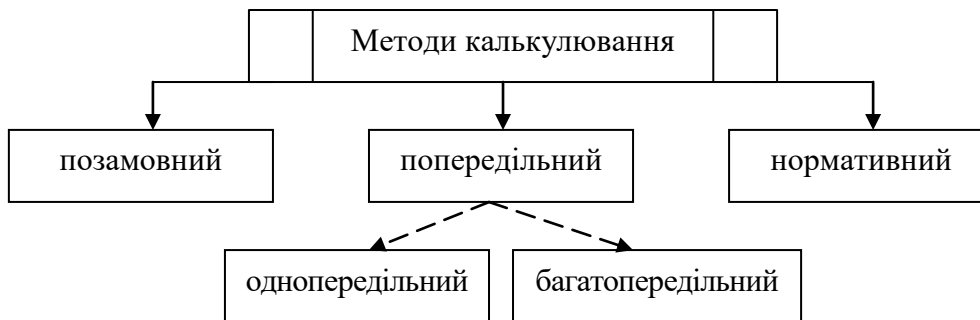 Методи калькулювання
позамовний
попередільний
нормативний
однопередільний
багатопередільний